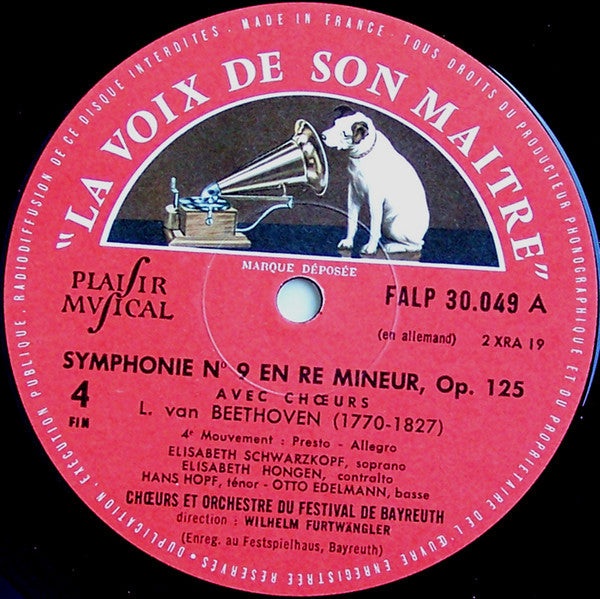 MADE IN FRANCE. TOUS DROITS DU PRODUCTEUR PHONOGRAPHIQUE ET DU PROPRIETAIRE DE L'ŒUVRE ENREGISTRÉE RESERVES • DUPLICATION. EXÉCUTION PUBLIQUE, RADIODIFFUSION DE CE DISQUE INTERDITES.
"LA VOIX DE SON MAITRE"
MARQUE DÉPOSÉE
PLAISIR
MVSICAL
FALP 30.049 A
(en allemand) 2 XRA 19
SYMPHONIE N° 9 EN RE MINEUR, Op. 125
4
FIN
AVEC CHŒURS
L. van BEETHOVEN (1770-1827)
4e Mouvement : Presto - Allegro
ELISABETH SCHWARZKOPF, soprano
ELISABETH HONGEN, contralto
HANS HOPF, ténor - OTTO EDELMANN, basse
CHŒURS ET ORCHESTRE DU FESTIVAL DE BAYREUTH
direction : WILHELM FURTWÄNGLER
(Enreg. au Festspielhaus, Bayreuth)